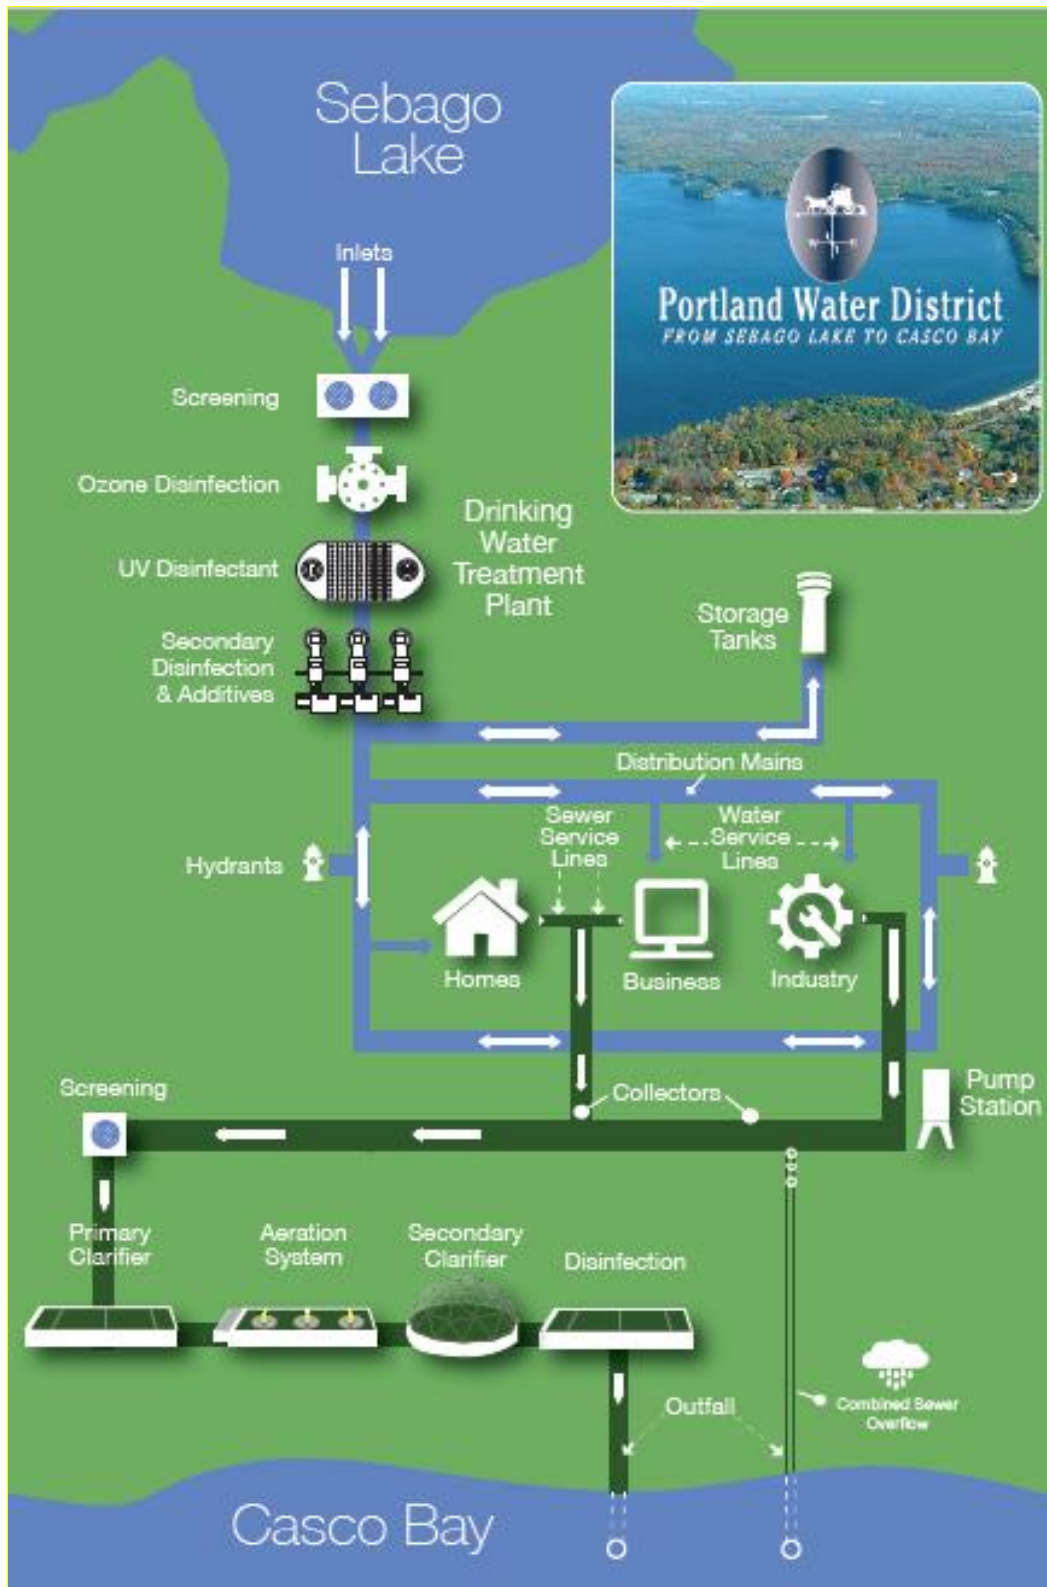 Sebago
Lake
Inlets
W E
Portland Water District
FROM SEBAGO LAKE TO CASCO BAY
Screening
Ozone Disinfection
Drinking
Water
Treatment
Plant
UV Disinfectant
Storage
Tanks
Secondary
Disinfection
& Additives
Distribution Mains
Sewer
Service
Lines
Water
Service
Lines
Hydrants
Homes
Business
Industry
Screening
Collectors
Pump
Station
Primary
Clarifier
Aeration
System
Secondary
Clarifier
Disinfection
Outfall
Combined Sewer
Overflow
Casco Bay